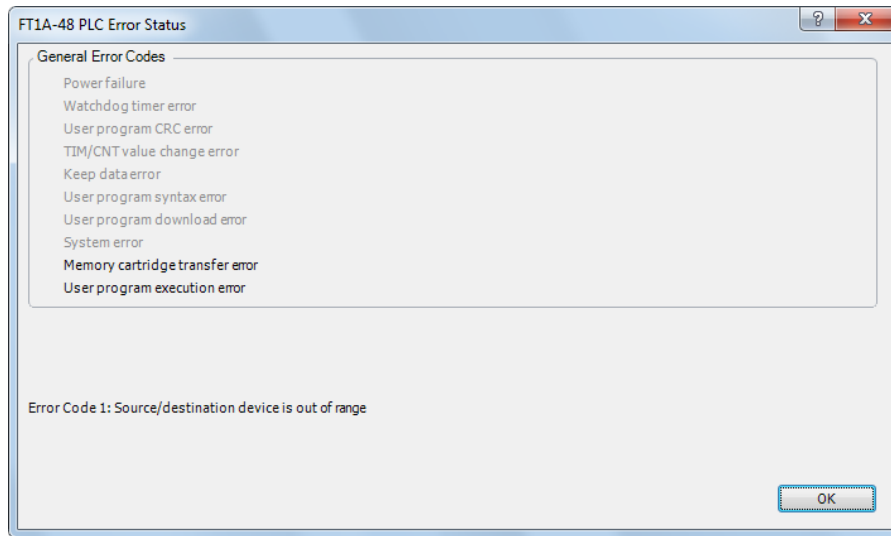 FT1A-48 PLC Error Status
?
General Error Codes
Power failure
Watchdog timer error
User program CRC error
TIM/CNT value change error
Keep data error
User program syntax error
User program download error
System error
Memory cartridge transfer error
User program execution error
Error Code 1: Source/destination device is out of range
OK